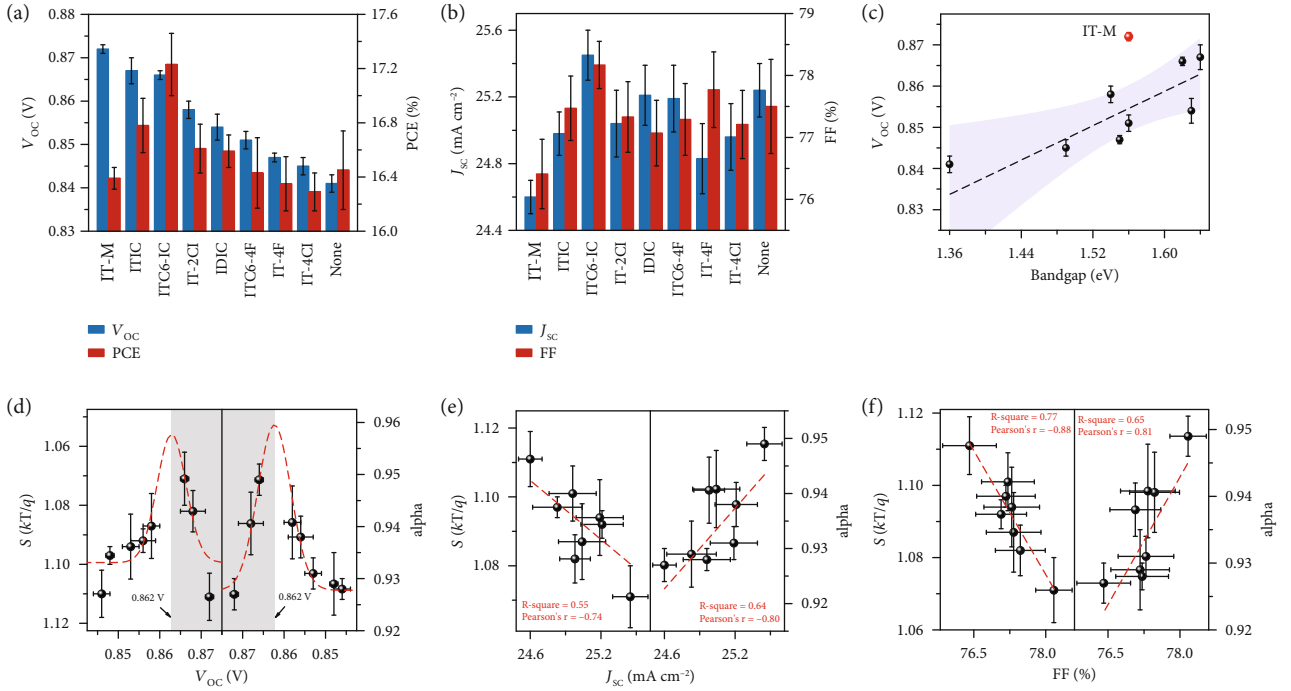 (a)
0.88
0.87
0.86
0.85
0.84
0.83
V_OC (V)
17.6
17.2
16.8
16.4
16.0
PCE (%)
IT-M
ITIC
ITC6-IC
IT-2CI
IDIC
ITC6-4F
IT-4F
IT-4CI
None
V_OC
PCE
(b)
25.6
25.2
24.8
24.4
J_SC (mA cm⁻²)
79
78
77
76
FF (%)
IT-M
ITIC
ITC6-IC
IT-2CI
IDIC
ITC6-4F
IT-4F
IT-4CI
None
J_SC
FF
(c)
IT-M
0.87
0.86
0.85
0.84
0.83
V_OC (V)
1.36
1.44
1.52
1.60
Bandgap (eV)
(d)
1.06
1.08
1.10
1.12
S (kT/q)
0.96
0.95
0.94
0.93
0.92
alpha
0.862 V
0.862 V
0.85
0.86
0.87
0.87
0.86
0.85
V_OC (V)
(e)
1.12
1.10
1.08
1.06
S (kT/q)
0.95
0.94
0.93
0.92
alpha
R-square = 0.55
Pearson's r = −0.74
R-square = 0.64
Pearson's r = −0.80
24.6
25.2
24.6
25.2
J_SC (mA cm⁻²)
(f)
1.12
1.10
1.08
1.06
S (kT/q)
0.95
0.94
0.93
0.92
alpha
R-square = 0.77
Pearson's r = −0.88
R-square = 0.65
Pearson's r = 0.81
76.5
78.0
76.5
78.0
FF (%)